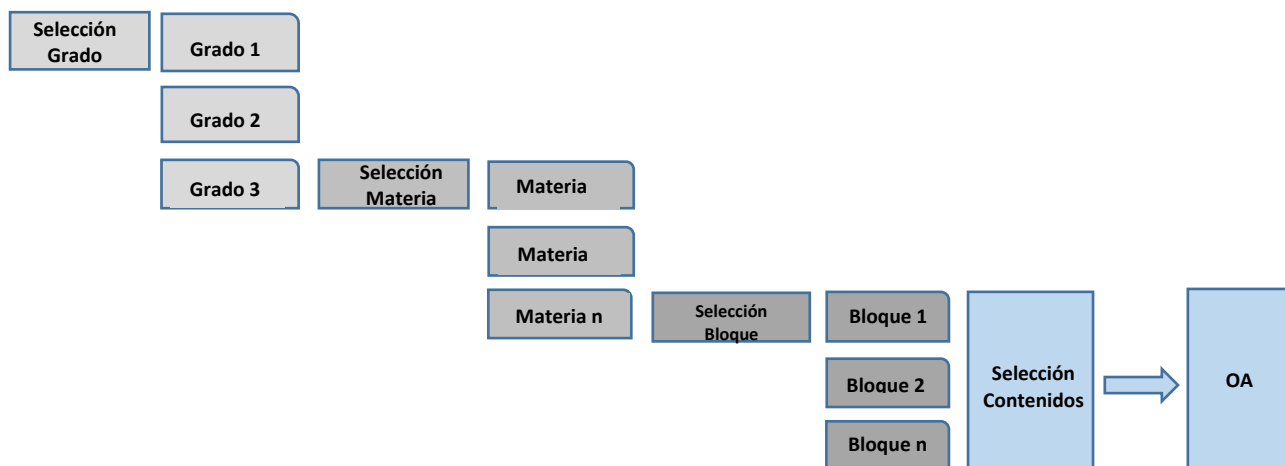 Selección
Grado
Grado 1
Grado 2
Grado 3
Selección
Materia
Materia
Materia
Materia n
Selección
Bloque
Bloque 1
Bloque 2
Bloque n
Selección
Contenidos
OA